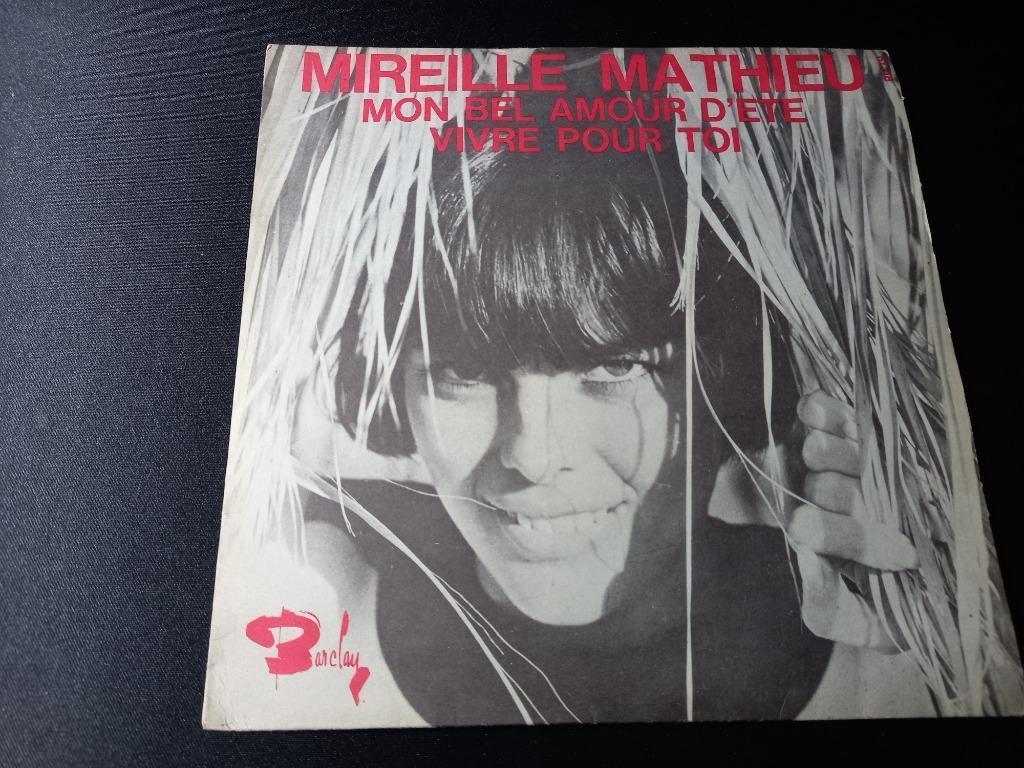 MIREILLE MATHIEU
MON BEL AMOUR D'ETE
VIVRE POUR TOI
Barclay